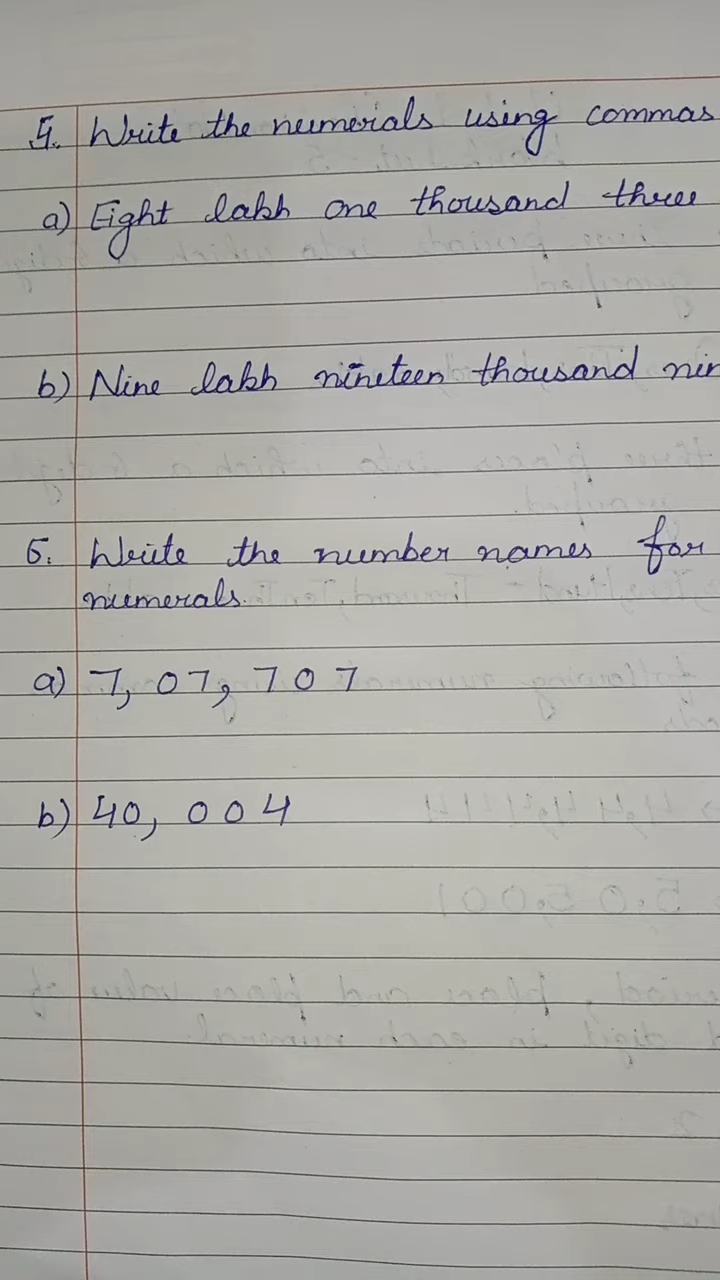 5. Write the numerals using commas
a) Eight lakh one thousand three
b) Nine lakh nineteen thousand
6. Write the number names for
numerals.
a) 7,07,707
b) 40,004